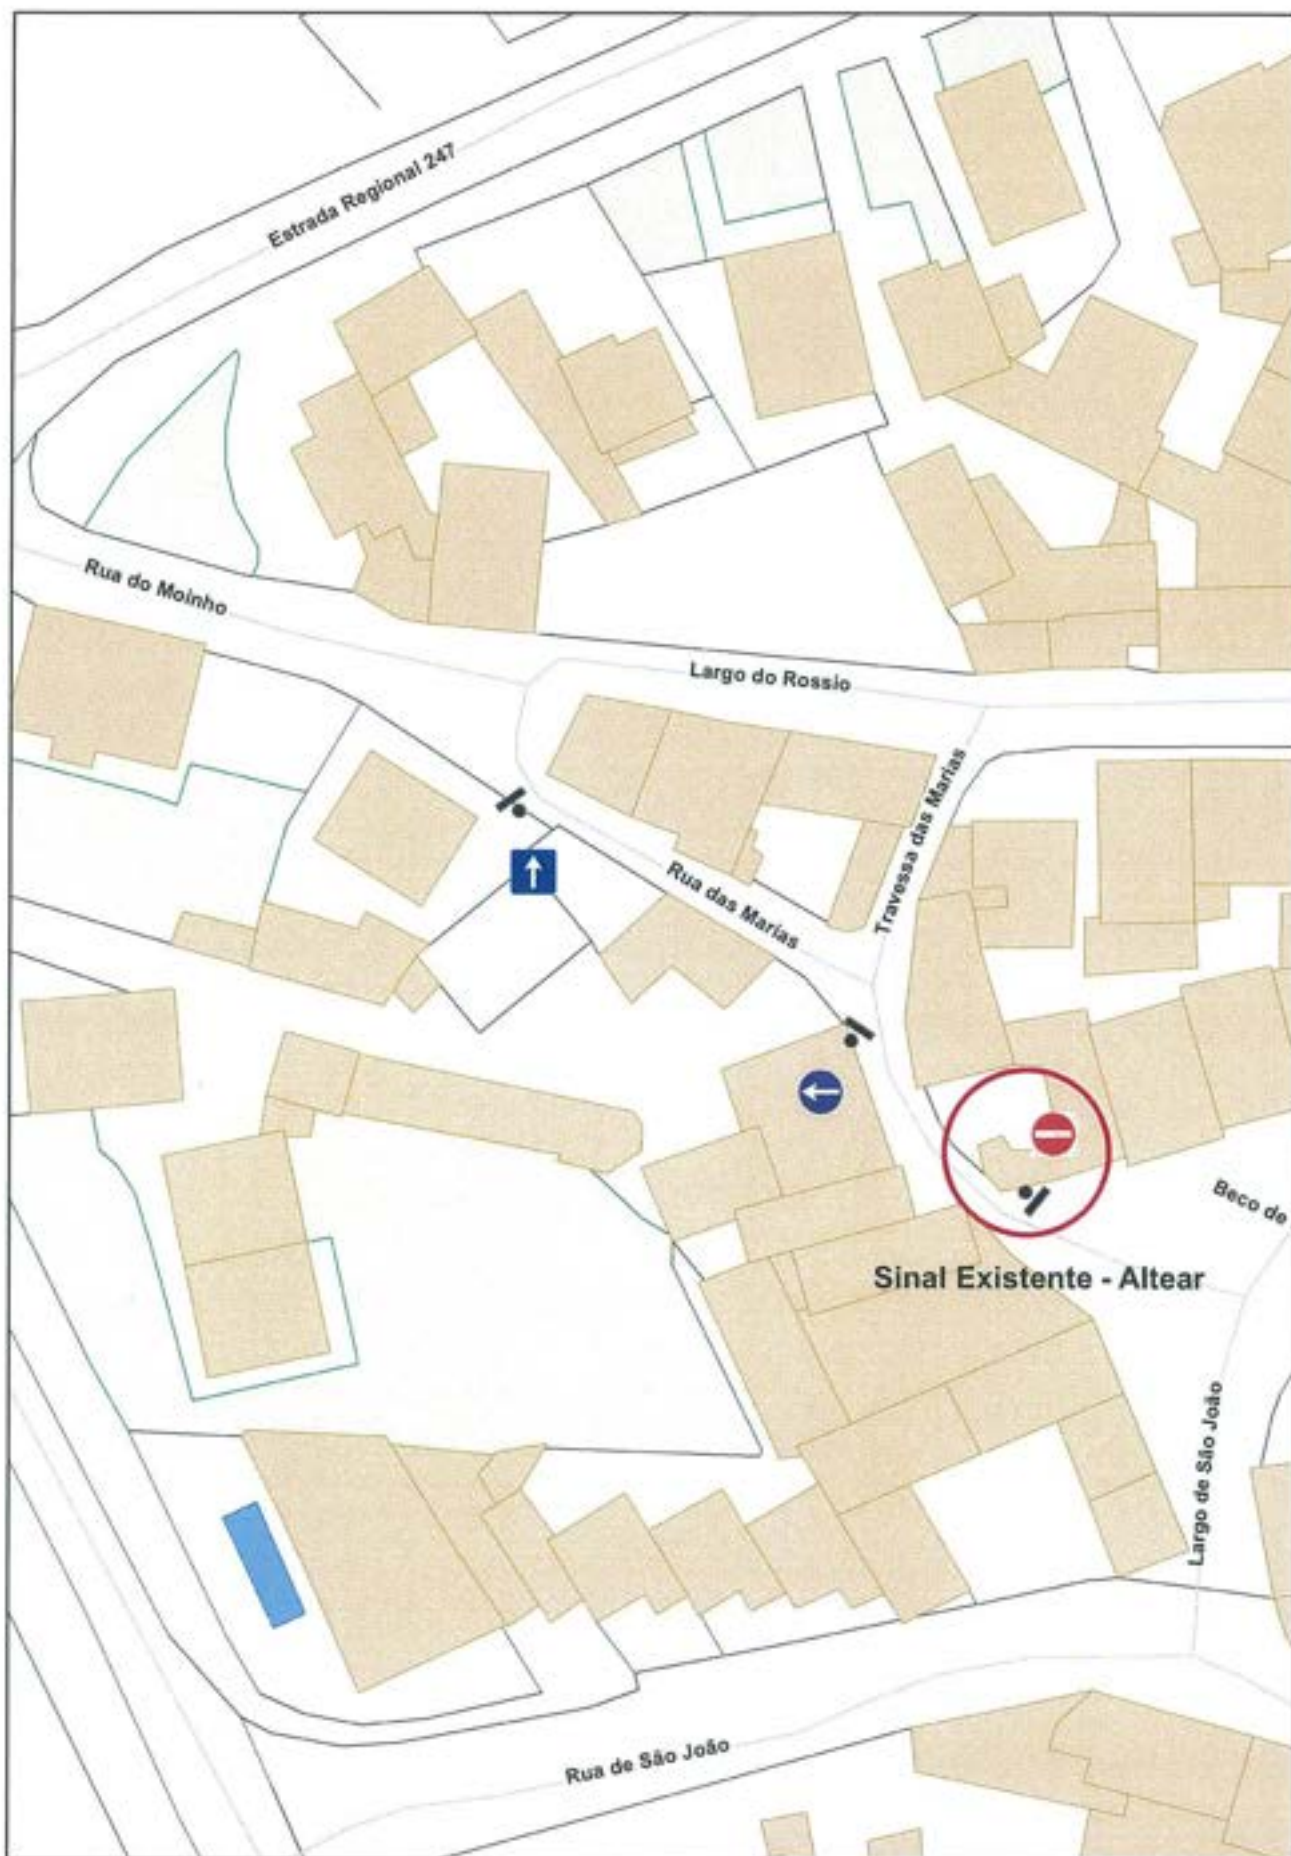 Estrada Regional 247
Rua do Moinho
Largo do Rossio
Travessa das Marias
Rua das Marias
Beco de
Sinal Existente - Altear
Largo de São João
Rua de São João